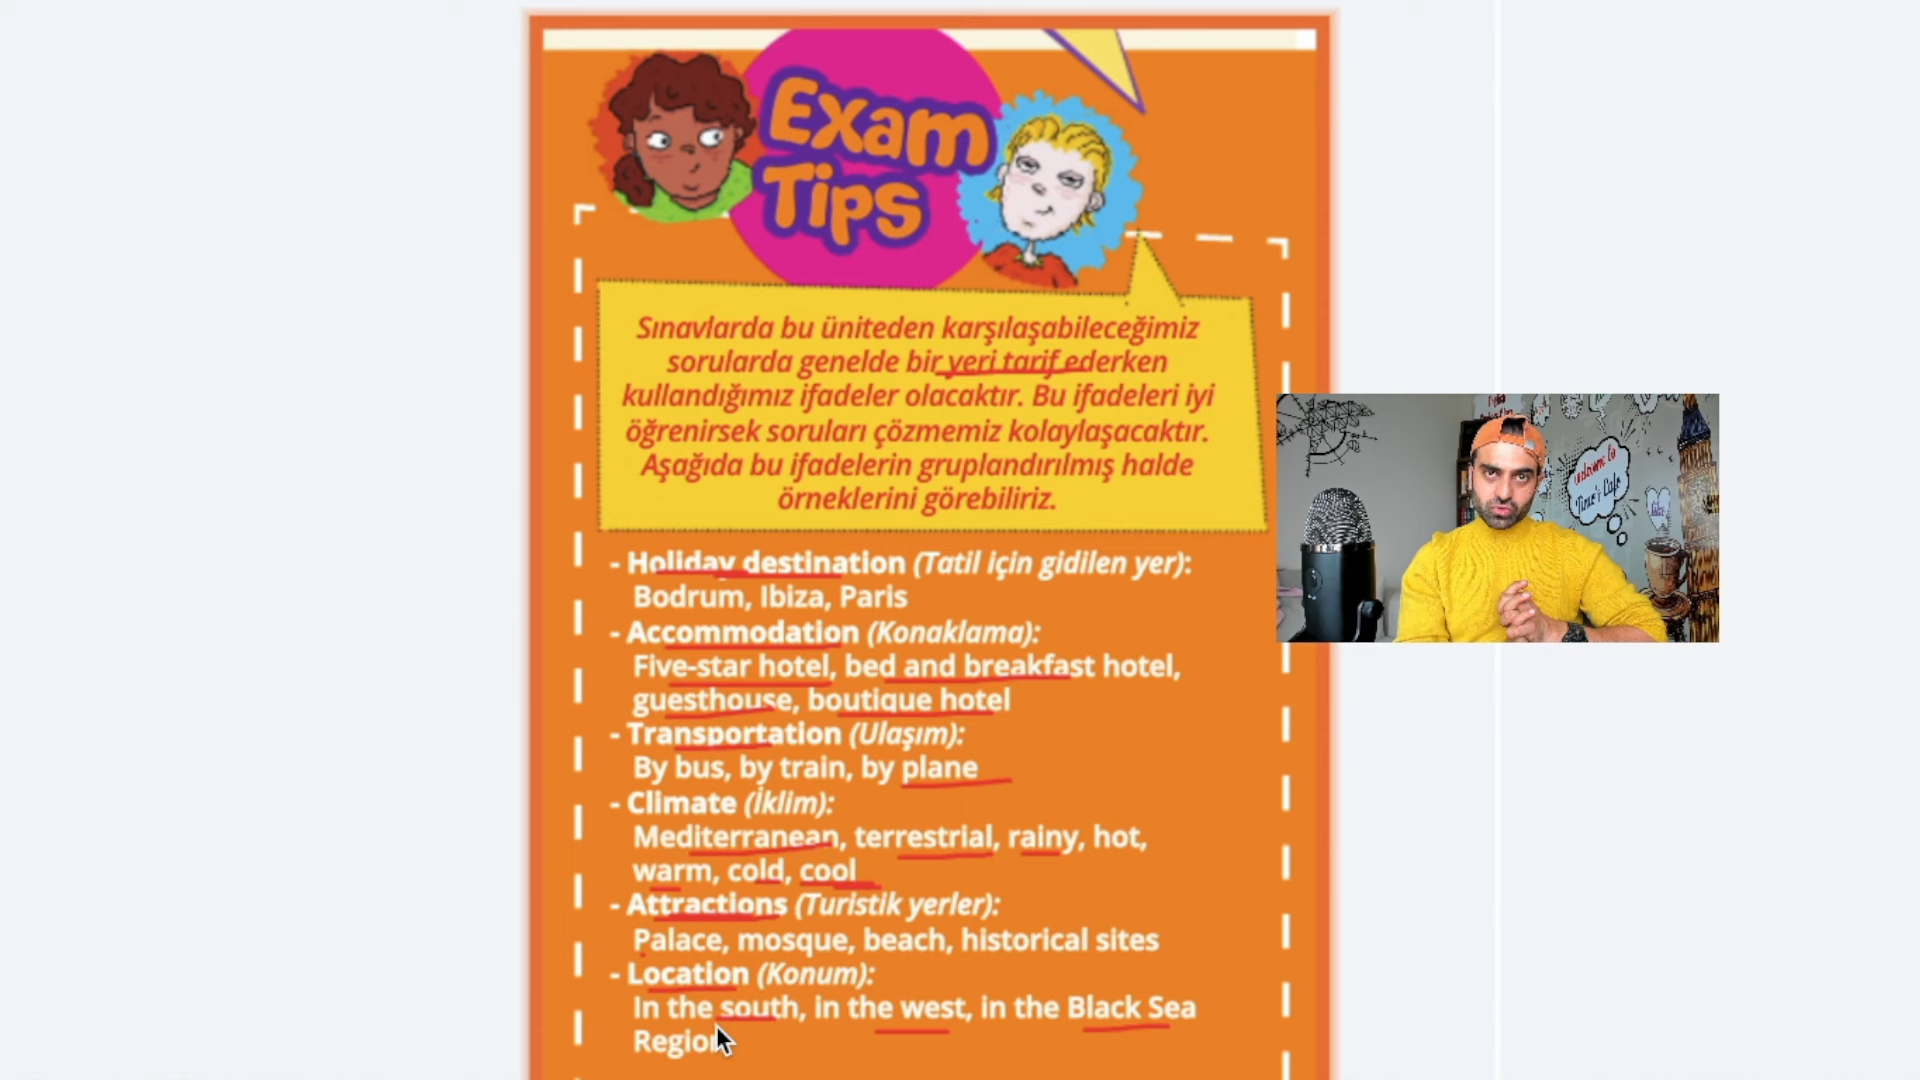 Exam
Tips
Sınavlarda bu üniteden karşılaşabileceğimiz
sorularda genelde bir yeri tarif ederken
kullandığımız ifadeler olacaktır. Bu ifadeleri iyi
öğrenirsek soruları çözmemiz kolaylaşacaktır.
Aşağıda bu ifadelerin gruplandırılmış halde
örneklerini görebiliriz.
- Holiday destination (Tatil için gidilen yer):
Bodrum, Ibiza, Paris
- Accommodation (Konaklama):
Five-star hotel, bed and breakfast hotel,
guesthouse, boutique hotel
- Transportation (Ulaşım):
By bus, by train, by plane
- Climate (İklim):
Mediterranean, terrestrial, rainy, hot,
warm, cold, cool
- Attractions (Turistik yerler):
Palace, mosque, beach, historical sites
- Location (Konum):
In the south, in the west, in the Black Sea
Region
welcome to